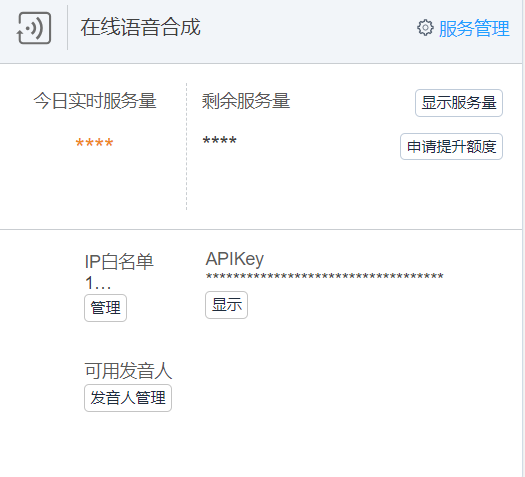 在线语音合成
服务管理
今日实时服务量
****
剩余服务量
****
显示服务量
申请提升额度
IP白名单
1...
管理
APIKey
***********************************
显示
可用发音人
发音人管理